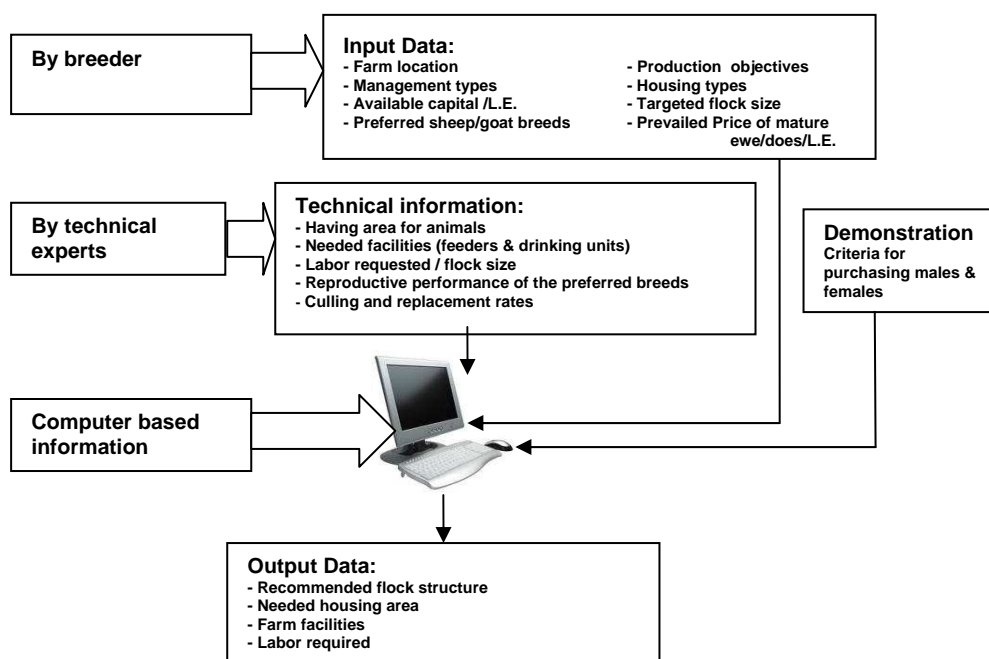 By breeder
Input Data:
- Farm location
- Management types
- Available capital /L.E.
- Preferred sheep/goat breeds
- Production objectives
- Housing types
- Targeted flock size
- Prevailed Price of mature
ewe/does/L.E.
By technical
experts
Technical information:
- Having area for animals
- Needed facilities (feeders & drinking units)
- Labor requested / flock size
- Reproductive performance of the preferred breeds
- Culling and replacement rates
Demonstration
Criteria for
purchasing males &
females
Computer based
information
Output Data:
- Recommended flock structure
- Needed housing area
- Farm facilities
- Labor required